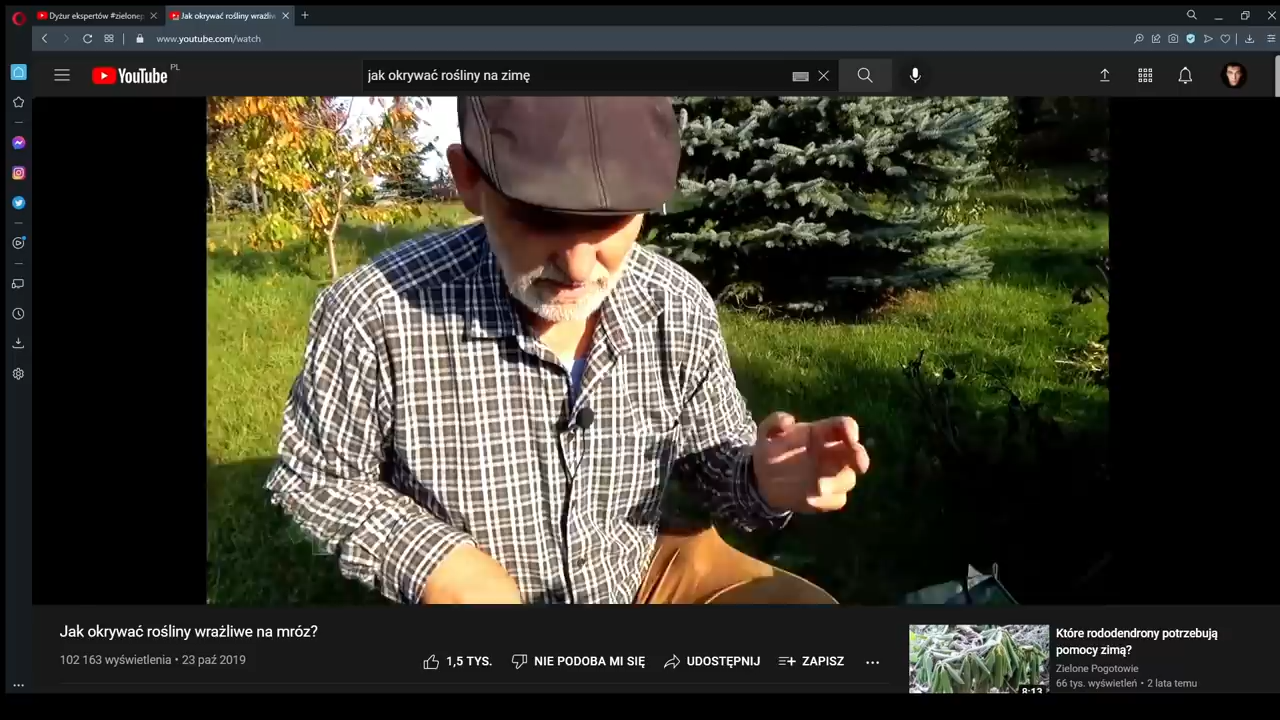 Dyżur ekspertów #zielonep
Jak okrywać rośliny wrażliw
www.youtube.com/watch
YouTube PL
jak okrywać rośliny na zimę
Jak okrywać rośliny wrażliwe na mróz?
102 163 wyświetlenia • 23 paź 2019
1,5 TYS.
NIE PODOBA MI SIĘ
UDOSTĘPNIJ
ZAPISZ
Które rododendrony potrzebują
pomocy zimą?
Zielone Pogotowie
66 tys. wyświetleń • 2 lata temu
8:13